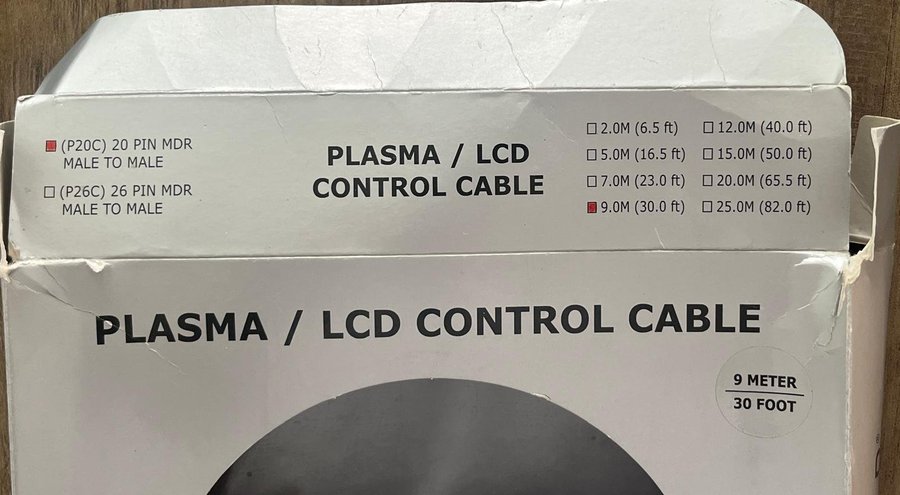 (P20C) 20 PIN MDR
MALE TO MALE
(P26C) 26 PIN MDR
MALE TO MALE
PLASMA / LCD
CONTROL CABLE
2.0M (6.5 ft)
5.0M (16.5 ft)
7.0M (23.0 ft)
9.0M (30.0 ft)
12.0M (40.0 ft)
15.0M (50.0 ft)
20.0M (65.5 ft)
25.0M (82.0 ft)
PLASMA / LCD CONTROL CABLE
9 METER
30 FOOT